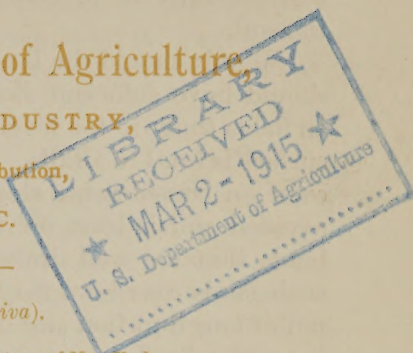 of Agriculture,
DUSTRY,
bution,
C.
iva).
LIBRARY
RECEIVED
★ MAR 2-1915 ★
U. S. Department of Agriculture